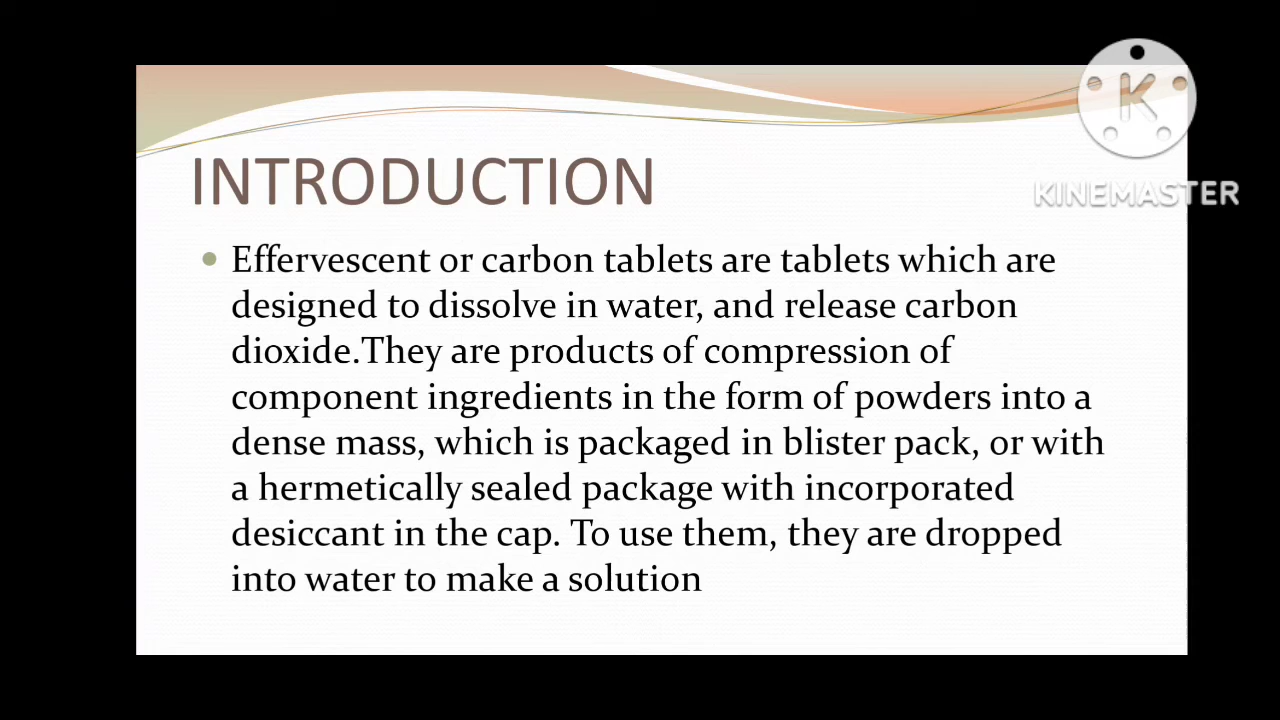 K
KINEMASTER
INTRODUCTION
Effervescent or carbon tablets are tablets which are
designed to dissolve in water, and release carbon
dioxide.They are products of compression of
component ingredients in the form of powders into a
dense mass, which is packaged in blister pack, or with
a hermetically sealed package with incorporated
desiccant in the cap. To use them, they are dropped
into water to make a solution